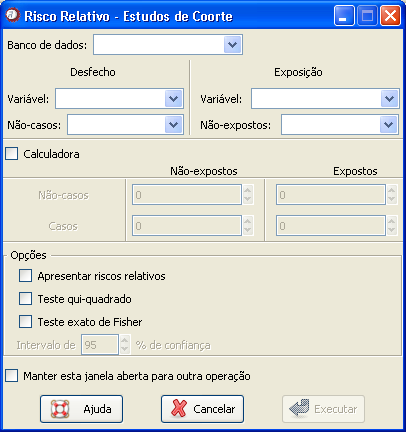 Risco Relativo - Estudos de Coorte
Banco de dados:
Desfecho
Exposição
Variável:
Variável:
Não-casos:
Não-expostos:
Calculadora
Não-expostos
Expostos
Não-casos
0
0
Casos
0
0
Opções
Apresentar riscos relativos
Teste qui-quadrado
Teste exato de Fisher
Intervalo de 95 % de confiança
Manter esta janela aberta para outra operação
Ajuda
Cancelar
Executar